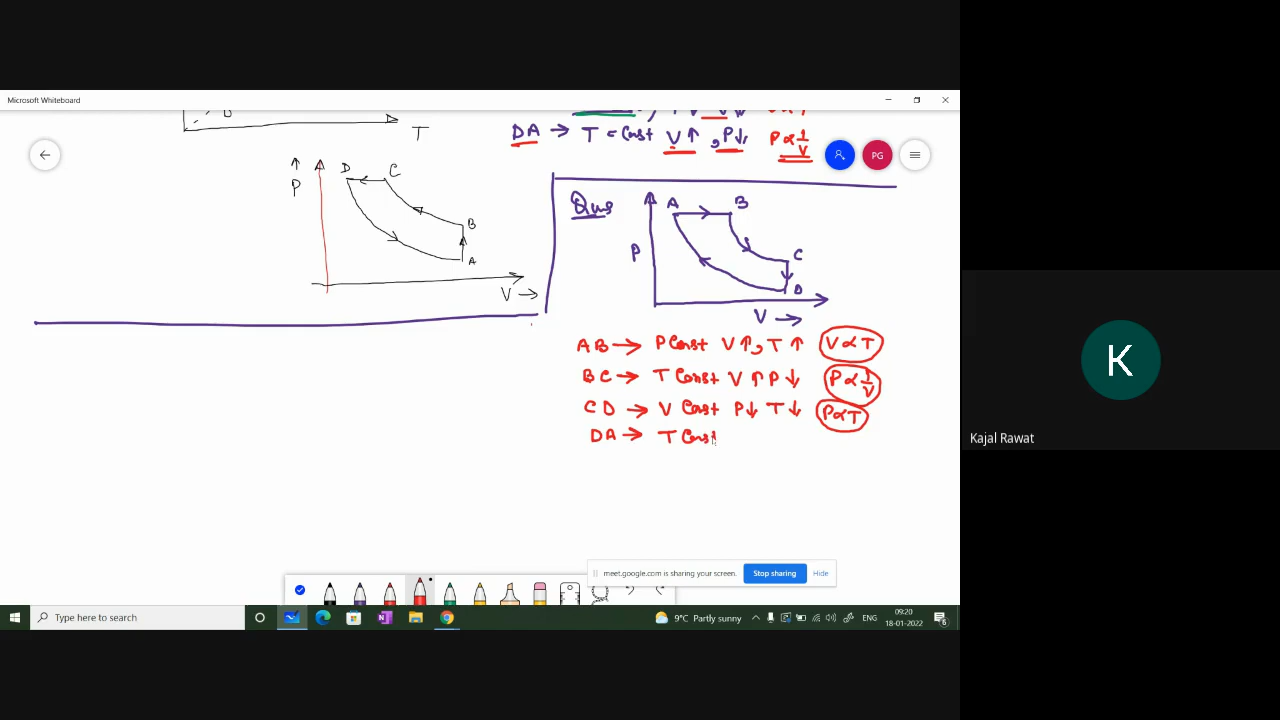 Microsoft Whiteboard
T
DA → T = Const V↑, P↓, P ∝ 1/V
PG
↑ P
D C
B
A
V →
Ques
A B
P
C
D
V →
AB → P Const V↑, T↑ V ∝ T
BC → T Const V↑ P↓ P ∝ 1/V
CD → V Const P↓ T↓ P ∝ T
DA → T Const
K
Kajal Rawat
meet.google.com is sharing your screen. Stop sharing Hide
Type here to search
9°C Partly sunny ENG 09:20
18-01-2022
6